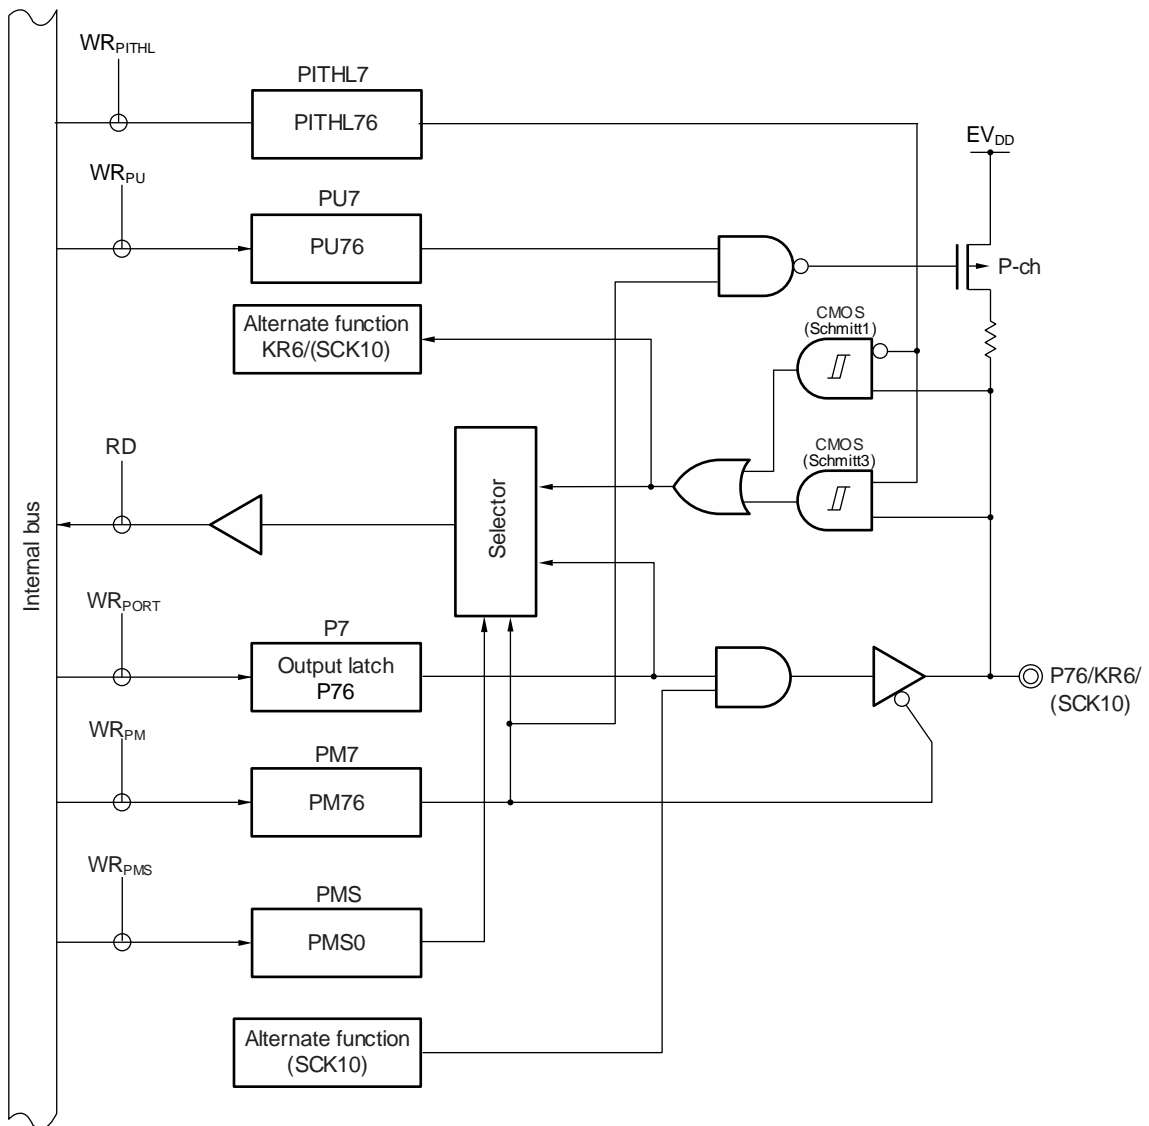 WRPITHL
PITHL7
PITHL76
EVDD
WRPU
PU7
PU76
P-ch
Alternate function
KR6/(SCK10)
CMOS
(Schmitt1)
RD
CMOS
(Schmitt3)
Selector
Internal bus
WRPORT
P7
Output latch
P76
P76/KR6/
(SCK10)
WRPM
PM7
PM76
WRPMS
PMS
PMS0
Alternate function
(SCK10)